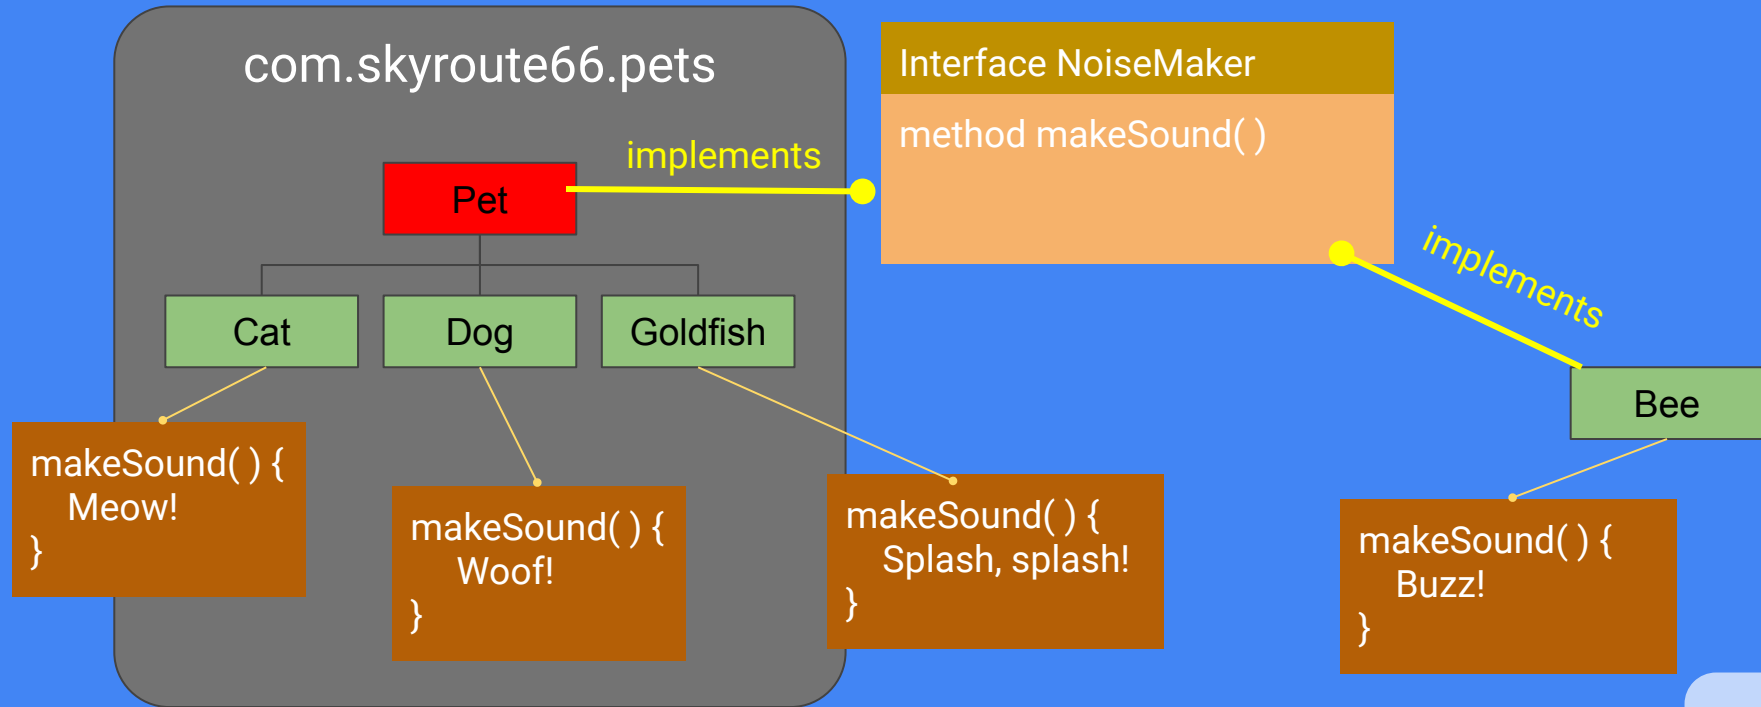 com.skyroute66.pets
Interface NoiseMaker
method makeSound( )
implements
Pet
implements
Cat
Dog
Goldfish
Bee
makeSound( ) {
Meow!
}
makeSound( ) {
Woof!
}
makeSound( ) {
Splash, splash!
}
makeSound( ) {
Buzz!
}